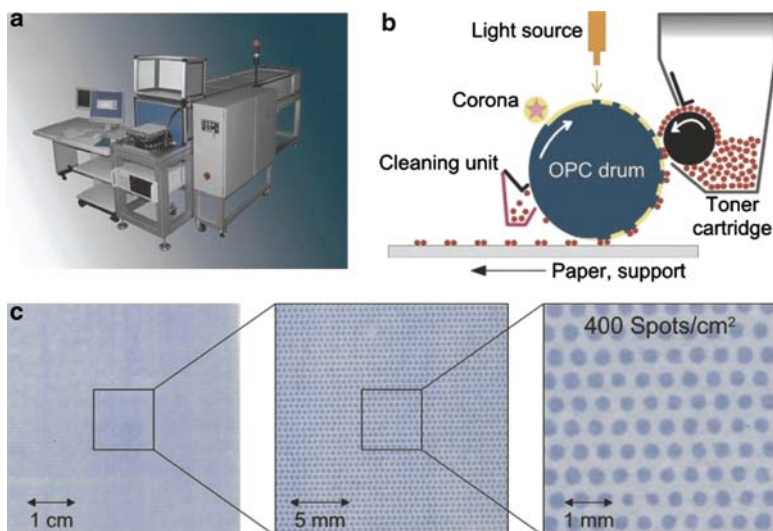 a
b
Light source
Corona
Cleaning unit
OPC drum
Toner
cartridge
Paper, support
c
400 Spots/cm²
1 cm
5 mm
1 mm